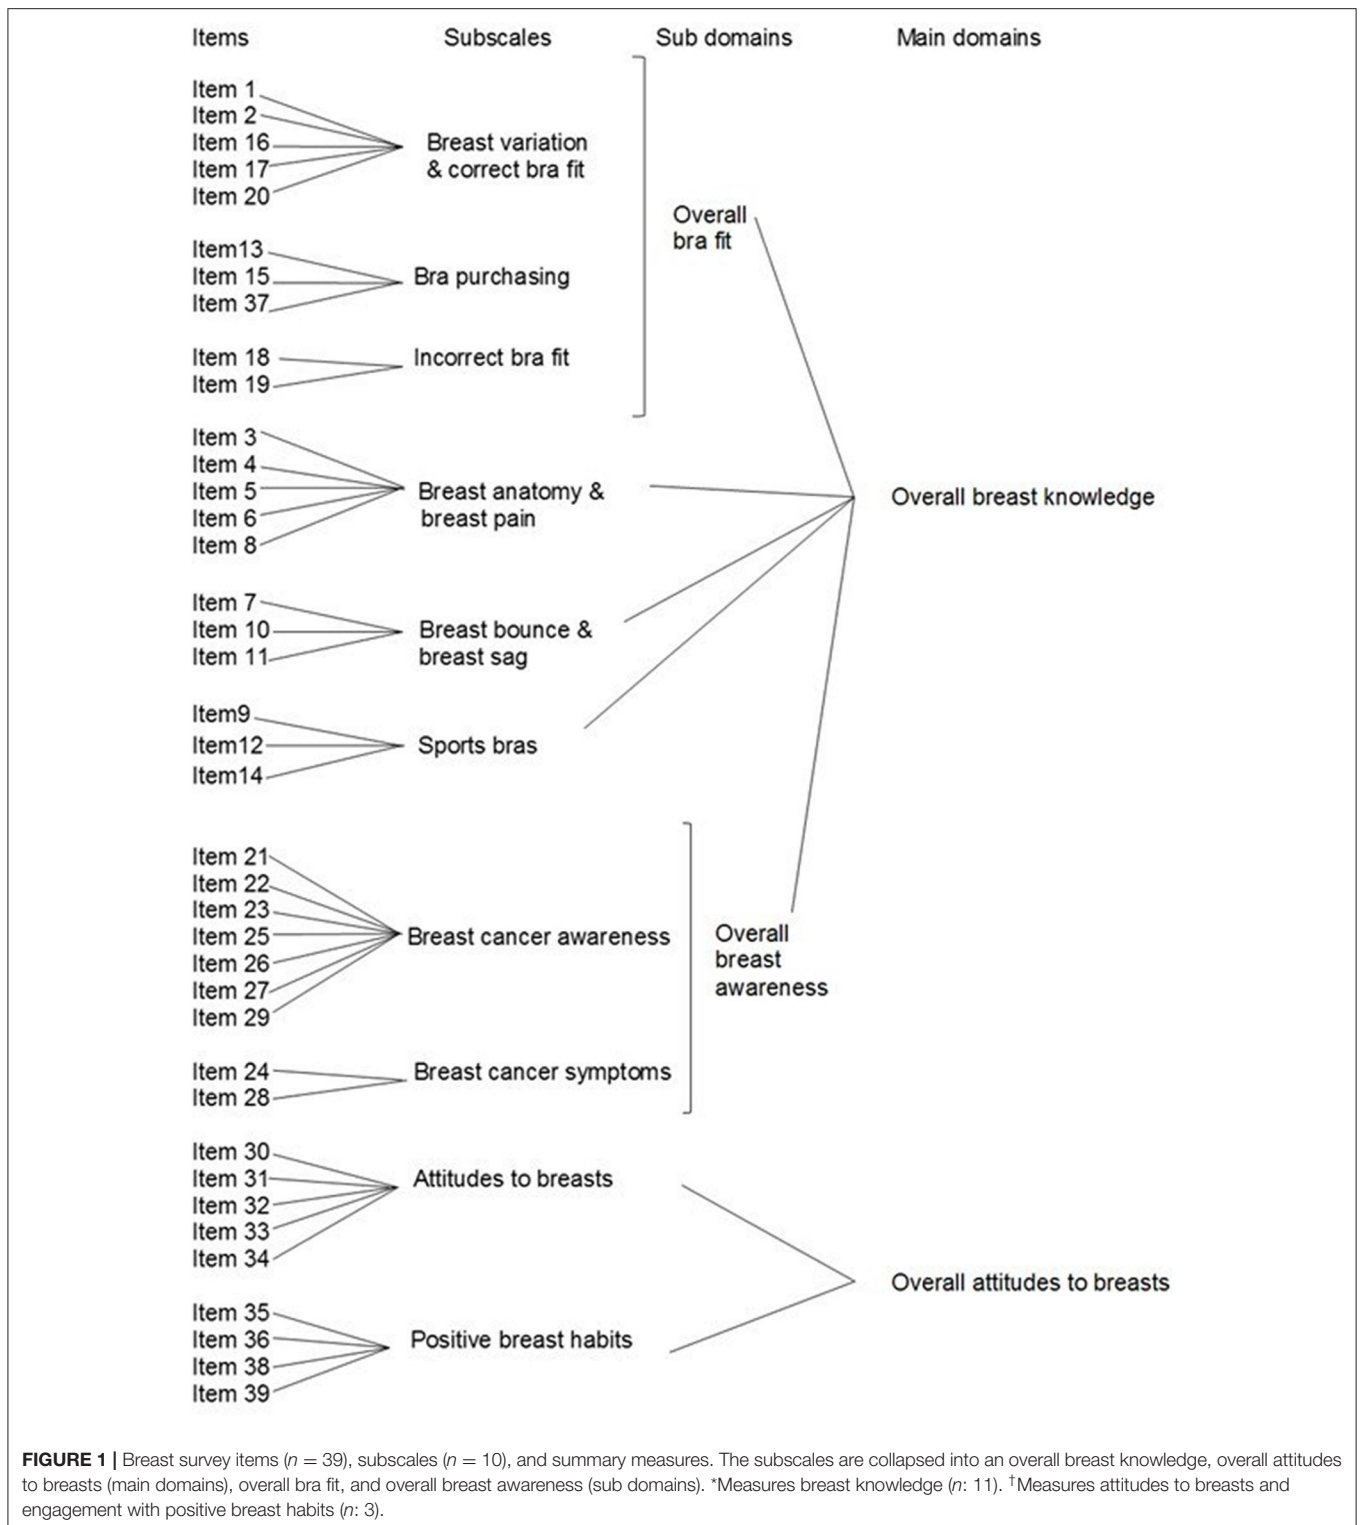 Items Subscales Sub domains Main domains
Item 1
Item 2
Item 16
Item 17
Item 20
Breast variation
& correct bra fit
Overall
bra fit
Item13
Item 15
Item 37
Bra purchasing
Item 18
Item 19
Incorrect bra fit
Item 3
Item 4
Item 5
Item 6
Item 8
Breast anatomy &
breast pain
Overall breast knowledge
Item 7
Item 10
Item 11
Breast bounce &
breast sag
Item9
Item12
Item14
Sports bras
Item 21
Item 22
Item 23
Item 25
Item 26
Item 27
Item 29
Breast cancer awareness
Overall
breast
awareness
Item 24
Item 28
Breast cancer symptoms
Item 30
Item 31
Item 32
Item 33
Item 34
Attitudes to breasts
Overall attitudes to breasts
Item 35
Item 36
Item 38
Item 39
Positive breast habits
FIGURE 1 | Breast survey items (n = 39), subscales (n = 10), and summary measures. The subscales are collapsed into an overall breast knowledge, overall attitudes
to breasts (main domains), overall bra fit, and overall breast awareness (sub domains). *Measures breast knowledge (n: 11). †Measures attitudes to breasts and
engagement with positive breast habits (n: 3).